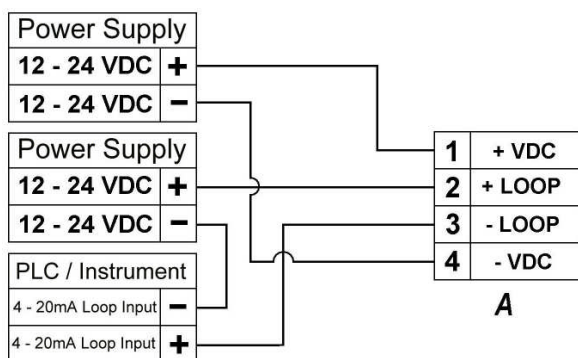 Power Supply
12 - 24 VDC +
12 - 24 VDC −
Power Supply
12 - 24 VDC +
12 - 24 VDC −
PLC / Instrument
4 - 20mA Loop Input −
4 - 20mA Loop Input +
1 + VDC
2 + LOOP
3 - LOOP
4 - VDC
A